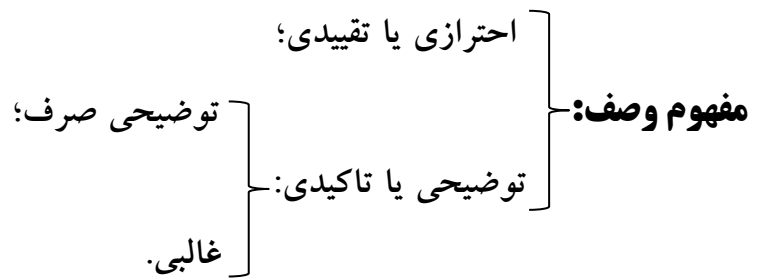 مفهوم وصف:
احترازی یا تقییدی؛
توضیحی یا تاکیدی:
توضیحی صرف؛
غالبی.